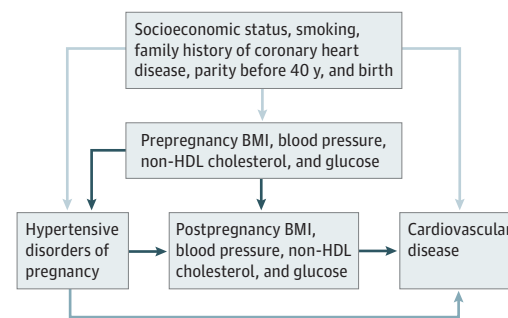 Socioeconomic status, smoking,
family history of coronary heart
disease, parity before 40 y, and birth
Prepregnancy BMI, blood pressure,
non-HDL cholesterol, and glucose
Hypertensive
disorders of
pregnancy
Postpregnancy BMI,
blood pressure, non-HDL
cholesterol, and glucose
Cardiovascular
disease